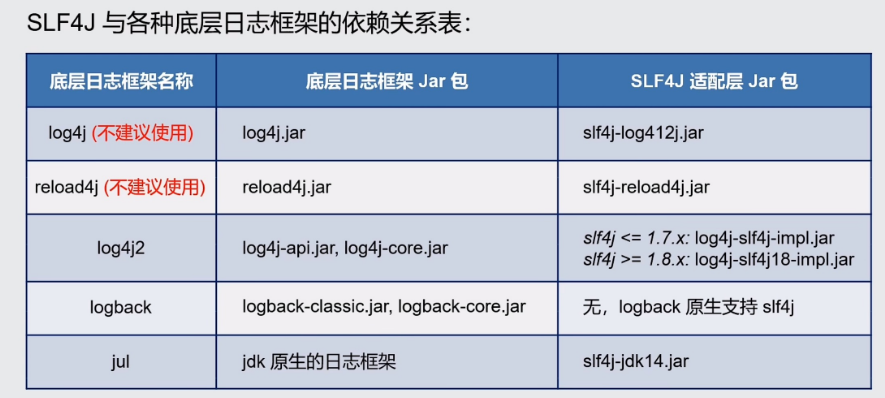 SLF4J 与各种底层日志框架的依赖关系表：
底层日志框架名称 底层日志框架 Jar 包 SLF4J 适配层 Jar 包
log4j (不建议使用) log4j.jar slf4j-log412j.jar
reload4j (不建议使用) reload4j.jar slf4j-reload4j.jar
log4j2 log4j-api.jar, log4j-core.jar slf4j <= 1.7.x: log4j-slf4j-impl.jar
slf4j >= 1.8.x: log4j-slf4j18-impl.jar
logback logback-classic.jar, logback-core.jar 无，logback 原生支持 slf4j
jul jdk 原生的日志框架 slf4j-jdk14.jar